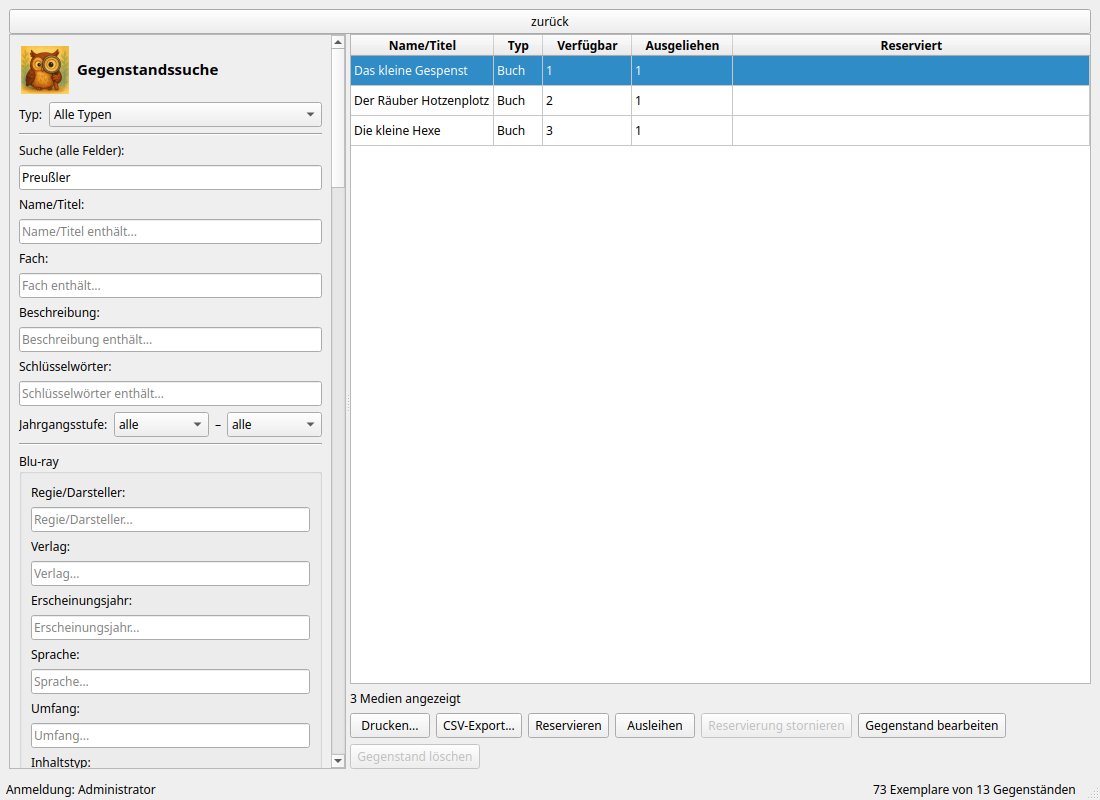 zurück
Gegenstandssuche
Typ: Alle Typen
Suche (alle Felder):
Preußler
Name/Titel:
Name/Titel enthält...
Fach:
Fach enthält...
Beschreibung:
Beschreibung enthält...
Schlüsselwörter:
Schlüsselwörter enthält...
Jahrgangsstufe: alle – alle
Blu-ray
Regie/Darsteller:
Regie/Darsteller...
Verlag:
Verlag...
Erscheinungsjahr:
Erscheinungsjahr...
Sprache:
Sprache...
Umfang:
Umfang...
Inhaltstyp:
Name/Titel Typ Verfügbar Ausgeliehen Reserviert
Das kleine Gespenst Buch 1 1
Der Räuber Hotzenplotz Buch 2 1
Die kleine Hexe Buch 3 1
3 Medien angezeigt
Drucken... CSV-Export... Reservieren Ausleihen Reservierung stornieren Gegenstand bearbeiten
Gegenstand löschen
Anmeldung: Administrator 73 Exemplare von 13 Gegenständen